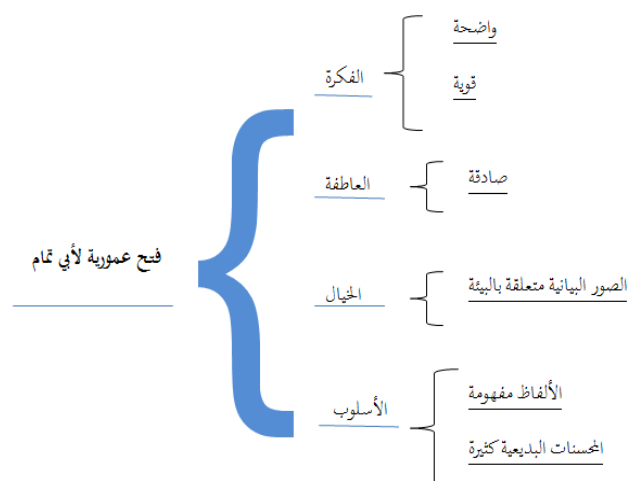 فتح عمورية لأبي تمام
الفكرة
واضحة
قوية
العاطفة
صادقة
الخيال
الصور البيانية متعلقة بالبيئة
الأسلوب
الألفاظ مفهومة
المحسنات البديعية كثيرة